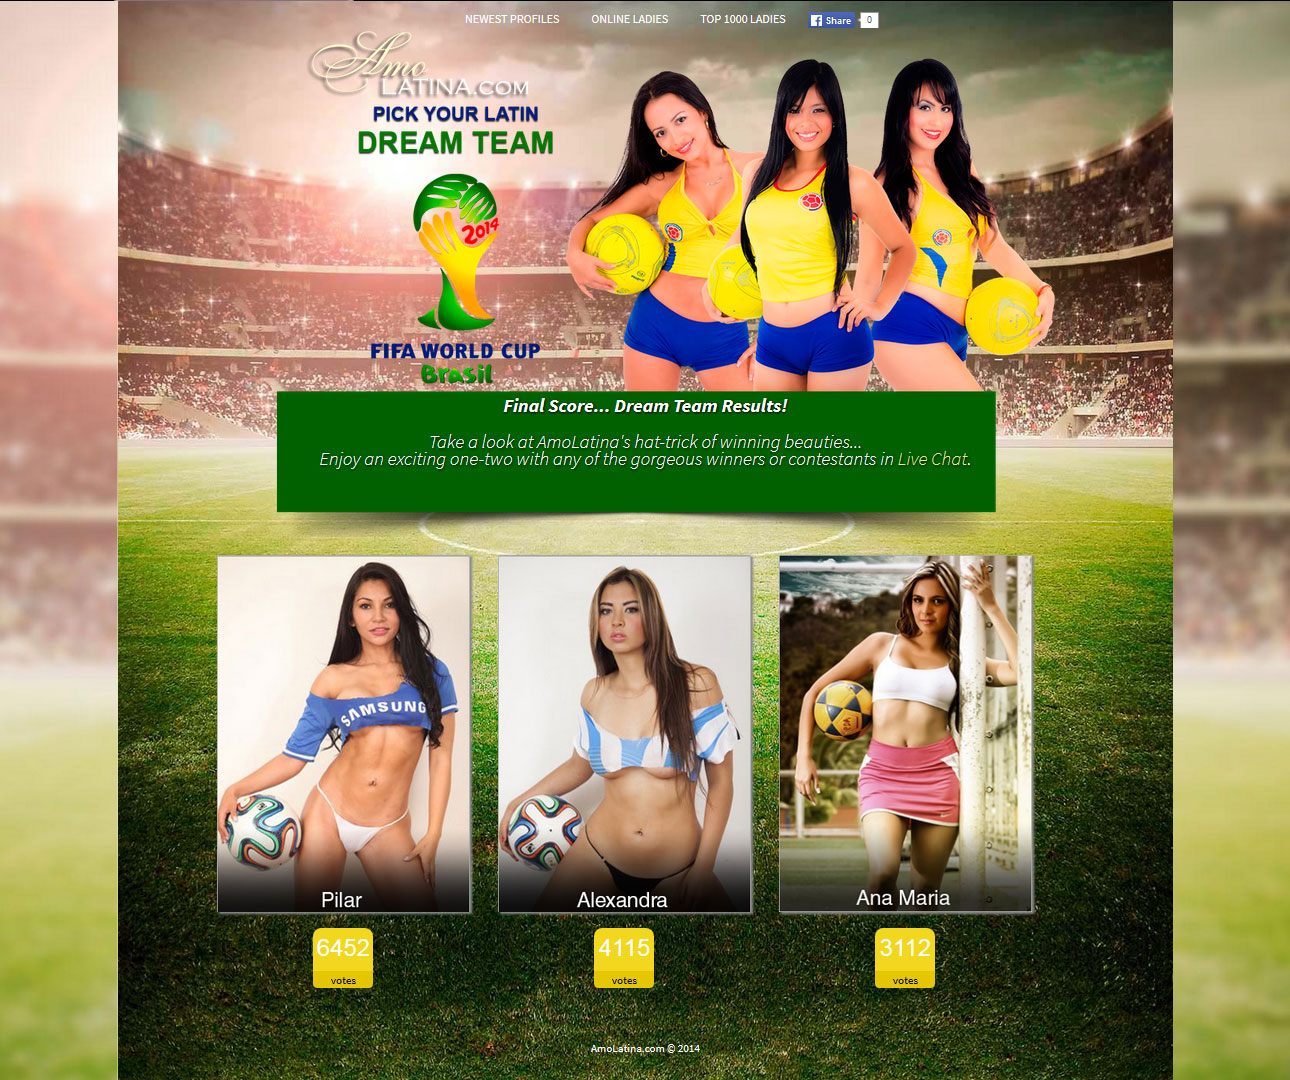 NEWEST PROFILES ONLINE LADIES TOP 1000 LADIES Share 0
Amo
LATINA.COM
PICK YOUR LATIN
DREAM TEAM
2014
FIFA WORLD CUP
Brasil
Final Score... Dream Team Results!
Take a look at AmoLatina's hat-trick of winning beauties...
Enjoy an exciting one-two with any of the gorgeous winners or contestants in Live Chat.
SAMSUNG
Pilar Alexandra Ana Maria
6452 4115 3112
votes votes votes
AmoLatina.com © 2014